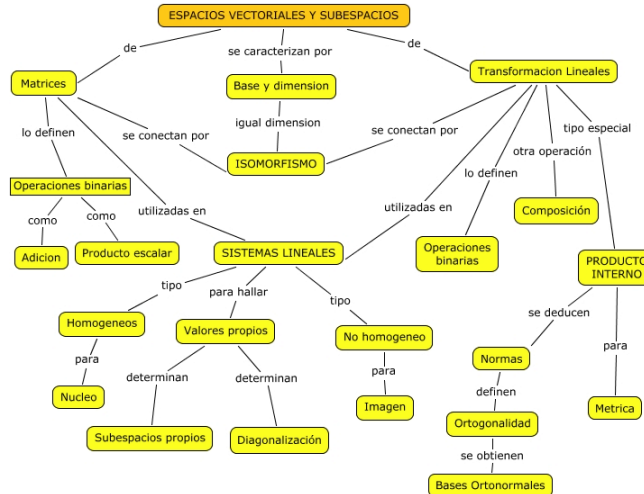 ESPACIOS VECTORIALES Y SUBESPACIOS
de
se caracterizan por
de
Matrices
Base y dimension
Transformacion Lineales
lo definen
se conectan por
igual dimension
se conectan por
tipo especial
ISOMORFISMO
otra operación
lo definen
Operaciones binarias
como
como
utilizadas en
utilizadas en
Composición
Adicion
Producto escalar
SISTEMAS LINEALES
Operaciones
binarias
PRODUCTO
INTERNO
tipo
para hallar
tipo
se deducen
Homogeneos
Valores propios
No homogeneo
para
Normas
para
determinan
determinan
para
definen
Nucleo
Imagen
Metrica
Subespacios propios
Diagonalización
Ortogonalidad
se obtienen
Bases Ortonormales